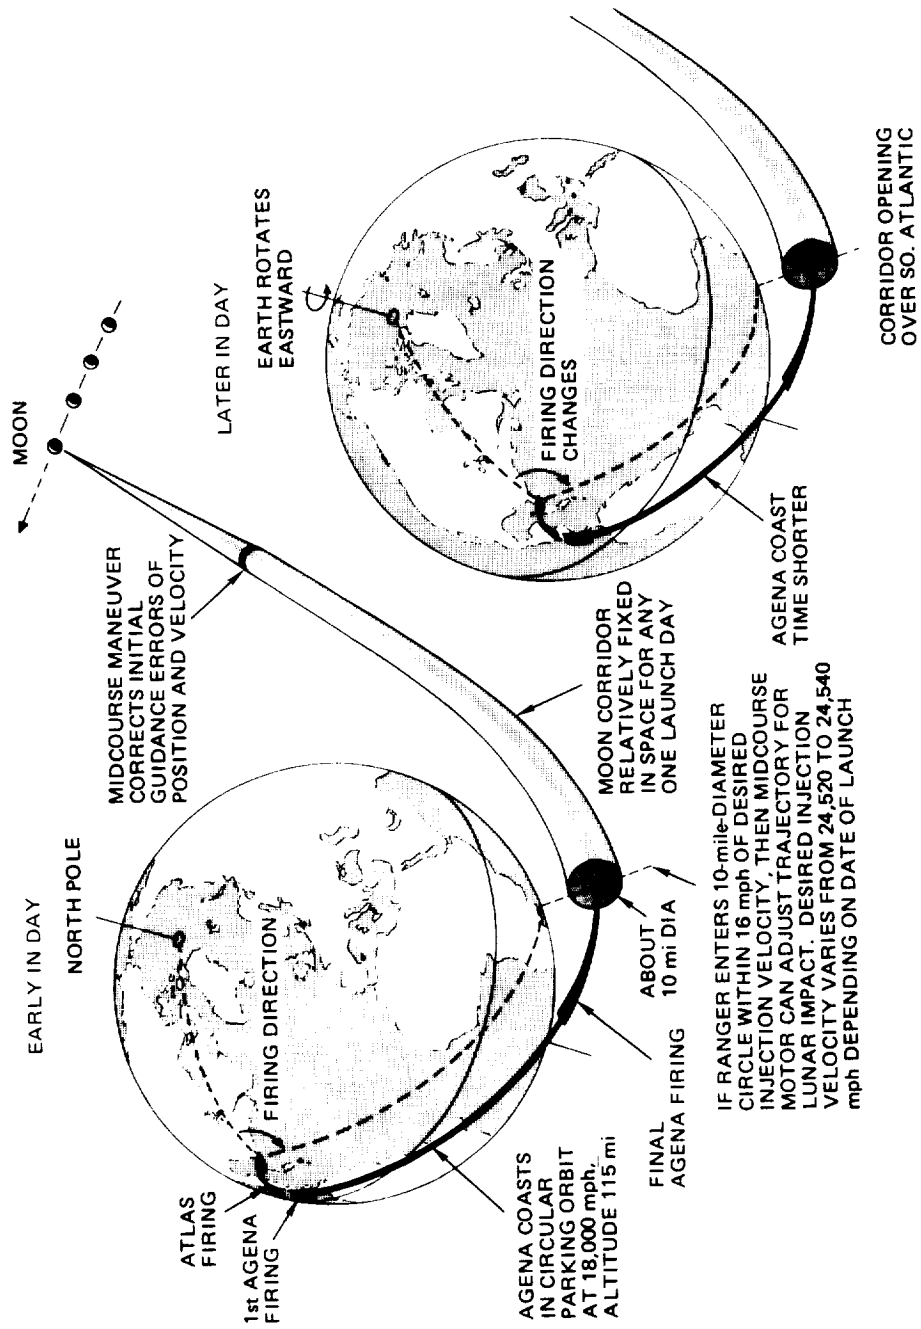 EARLY IN DAY
NORTH POLE
FIRING DIRECTION
ATLAS
FIRING
1st AGENA
FIRING
AGENA COASTS
IN CIRCULAR
PARKING ORBIT
AT 18,000 mph,
ALTITUDE 115 mi
FINAL
AGENA FIRING
ABOUT
10 mi DIA
IF RANGER ENTERS 10-mile-DIAMETER
CIRCLE WITHIN 16 mph OF DESIRED
INJECTION VELOCITY, THEN MIDCOURSE
MOTOR CAN ADJUST TRAJECTORY FOR
LUNAR IMPACT. DESIRED INJECTION
VELOCITY VARIES FROM 24,520 TO 24,540
mph DEPENDING ON DATE OF LAUNCH
MIDCOURSE MANEUVER
CORRECTS INITIAL
GUIDANCE ERRORS OF
POSITION AND VELOCITY
MOON
MOON CORRIDOR
RELATIVELY FIXED
IN SPACE FOR ANY
ONE LAUNCH DAY
LATER IN DAY
EARTH ROTATES
EASTWARD
FIRING DIRECTION
CHANGES
AGENA COAST
TIME SHORTER
CORRIDOR OPENING
OVER SO. ATLANTIC